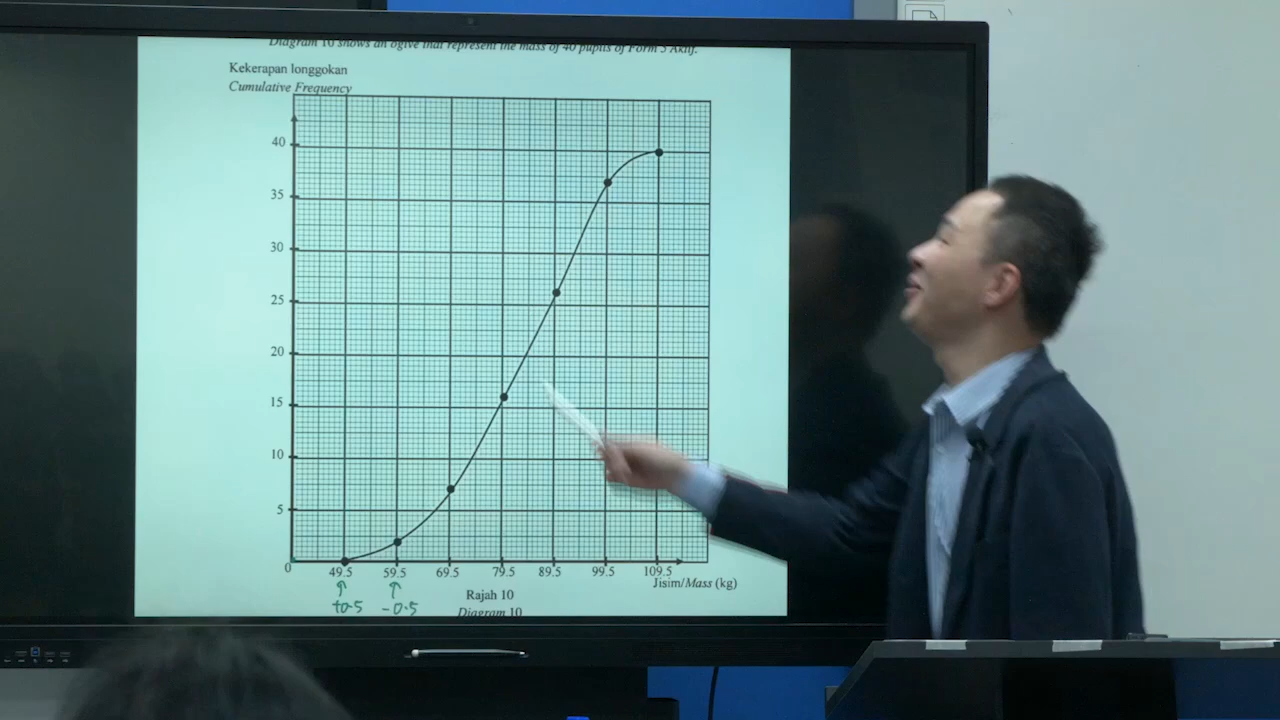 Diagram 10 shows an ogive that represent the mass of 40 pupils of Form 5 Aktif.
Kekerapan longgokan
Cumulative Frequency
40
35
30
25
20
15
10
5
0
49.5 59.5 69.5 79.5 89.5 99.5 109.5
Jisim/Mass (kg)
+0.5 -0.5
Rajah 10
Diagram 10